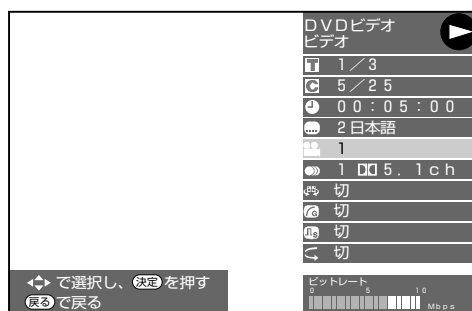 DVDビデオ
ビデオ
T 1／3
C 5／25
00：05：00
2日本語
1
1 DD5．1ch
切
切
切
切
で選択し、決定を押す
戻るで戻る
ビットレート
0 5 10
Mbps